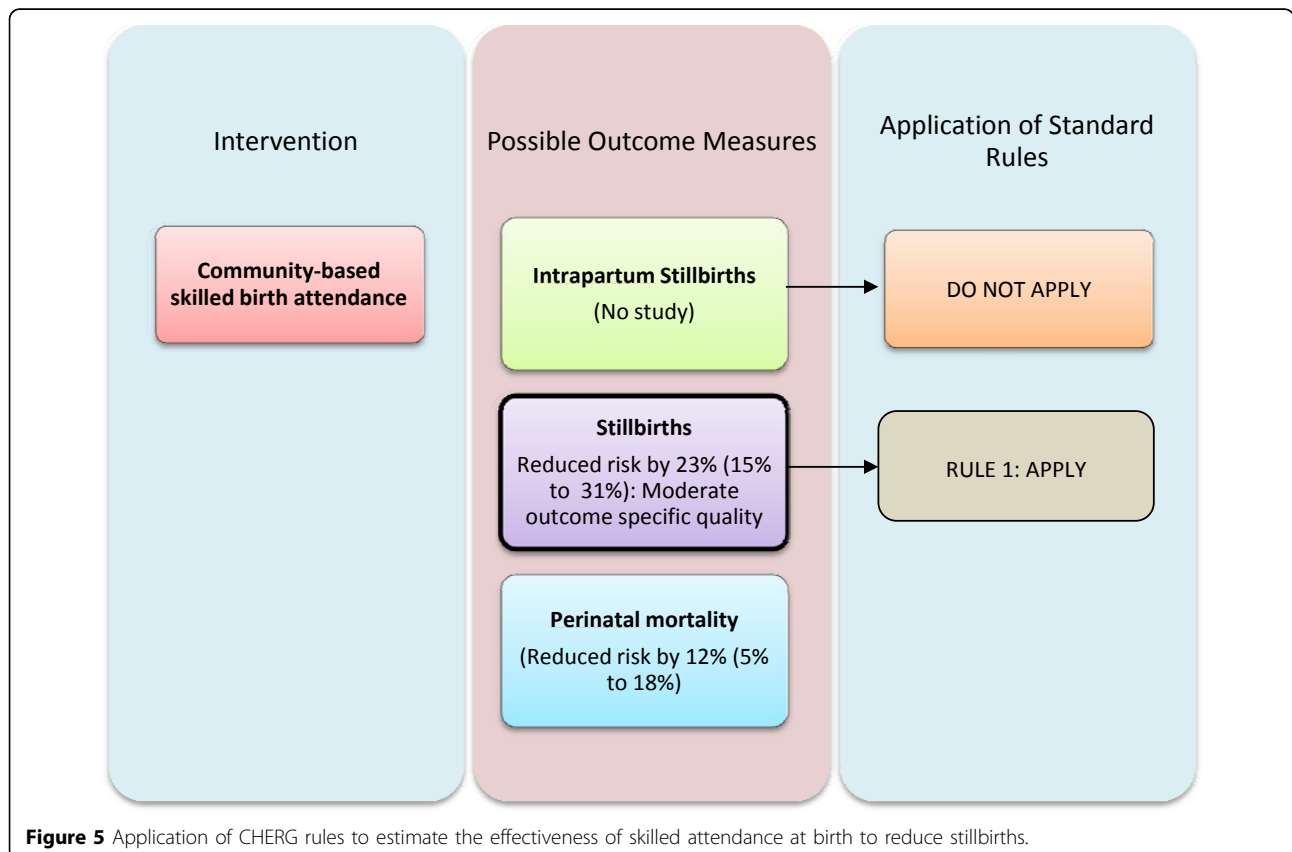 Intervention
Community-based
skilled birth attendance
Possible Outcome Measures
Intrapartum Stillbirths
(No study)
Stillbirths
Reduced risk by 23% (15%
to 31%): Moderate
outcome specific quality
Perinatal mortality
(Reduced risk by 12% (5%
to 18%)
Application of Standard
Rules
DO NOT APPLY
RULE 1: APPLY
Figure 5 Application of CHERG rules to estimate the effectiveness of skilled attendance at birth to reduce stillbirths.